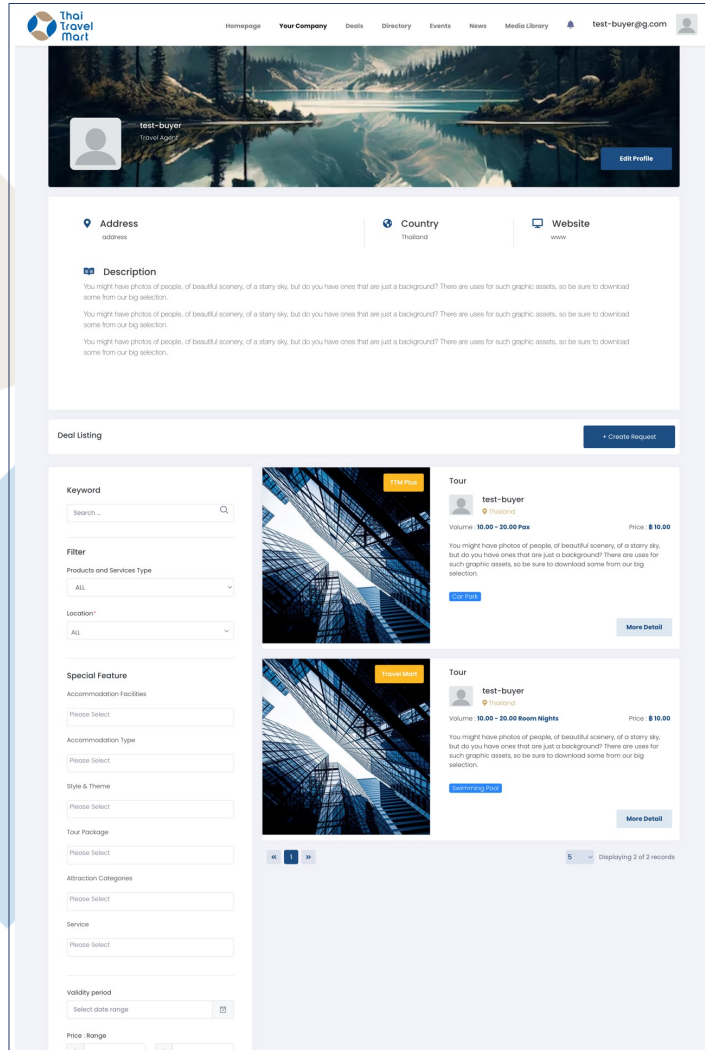 Thai
Travel
Mart
Homepage Your Company Deals Directory Events News Media Library test-buyer@g.com
test-buyer
Travel Agent
Edit Profile
Address
address
Country
Thailand
Website
www
Description
You might have photos of people, of beautiful scenery, of a starry sky, but do you have ones that are just a background? There are uses for such graphic assets, so be sure to download
some from our big selection.
You might have photos of people, of beautiful scenery, of a starry sky, but do you have ones that are just a background? There are uses for such graphic assets, so be sure to download
some from our big selection.
You might have photos of people, of beautiful scenery, of a starry sky, but do you have ones that are just a background? There are uses for such graphic assets, so be sure to download
some from our big selection.
Deal Listing
+ Create Request
Keyword
Search ...
Filter
Products and Services Type
ALL
Location*
ALL
Special Feature
Accommodation Facilities
Please Select
Accommodation Type
Please Select
Style & Theme
Please Select
Tour Package
Please Select
Attraction Categories
Please Select
Service
Please Select
Validity period
Select date range
Price : Range
TTM Plus
Tour
test-buyer
Thailand
Volume : 10.00 - 20.00 Pax Price : ฿ 10.00
You might have photos of people, of beautiful scenery, of a starry sky,
but do you have ones that are just a background? There are uses for
such graphic assets, so be sure to download some from our big
selection.
Car Park
More Detail
Travel Mart
Tour
test-buyer
Thailand
Volume : 10.00 - 20.00 Room Nights Price : ฿ 10.00
You might have photos of people, of beautiful scenery, of a starry sky,
but do you have ones that are just a background? There are uses for
such graphic assets, so be sure to download some from our big
selection.
Swimming Pool
More Detail
« 1 »
5 Displaying 2 of 2 records